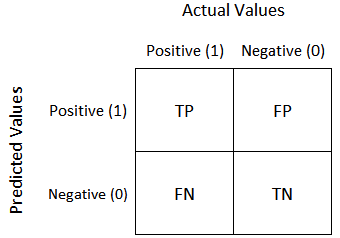 Actual Values
Positive (1) Negative (0)
Predicted Values
Positive (1) TP FP
Negative (0) FN TN